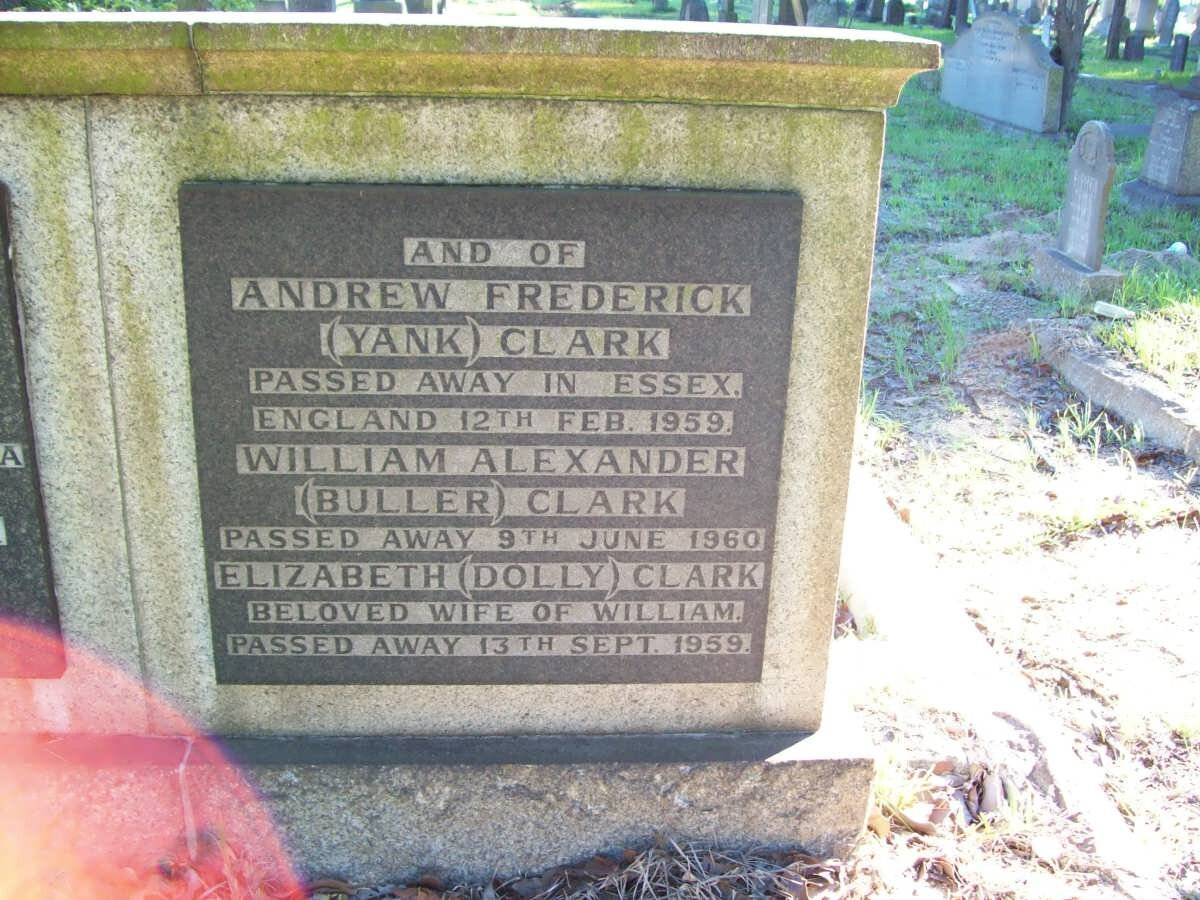 AND OF
ANDREW FREDERICK
(YANK) CLARK
PASSED AWAY IN ESSEX,
ENGLAND 12TH FEB. 1959.
WILLIAM ALEXANDER
(BULLER) CLARK
PASSED AWAY 9TH JUNE 1960
ELIZABETH (DOLLY) CLARK
BELOVED WIFE OF WILLIAM.
PASSED AWAY 13TH SEPT. 1959.
A